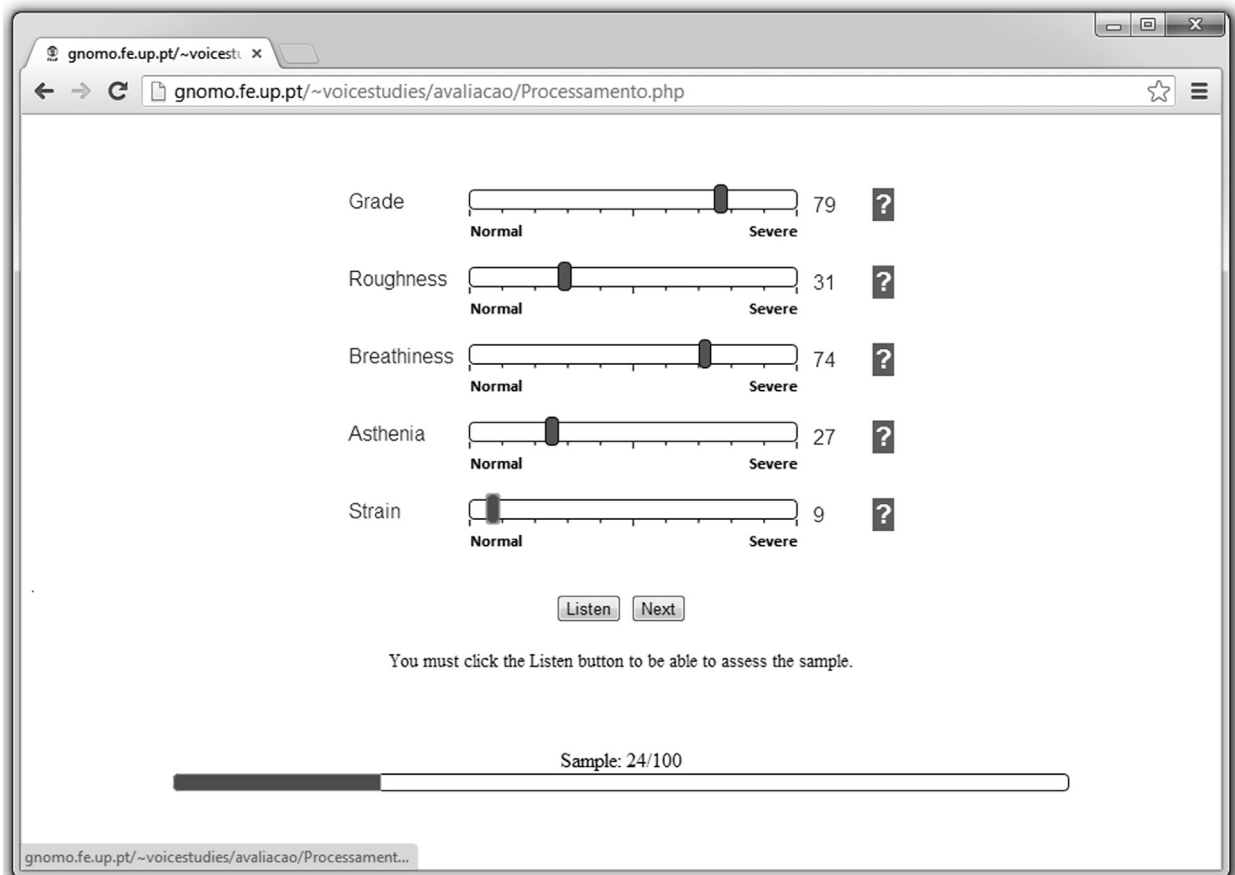 gnomo.fe.up.pt/~voicestu
gnomo.fe.up.pt/~voicestudies/avaliacao/Processamento.php
Grade 79 ?
Normal Severe
Roughness 31 ?
Normal Severe
Breathiness 74 ?
Normal Severe
Asthenia 27 ?
Normal Severe
Strain 9 ?
Normal Severe
Listen Next
You must click the Listen button to be able to assess the sample.
Sample: 24/100
gnomo.fe.up.pt/~voicestudies/avaliacao/Processament...